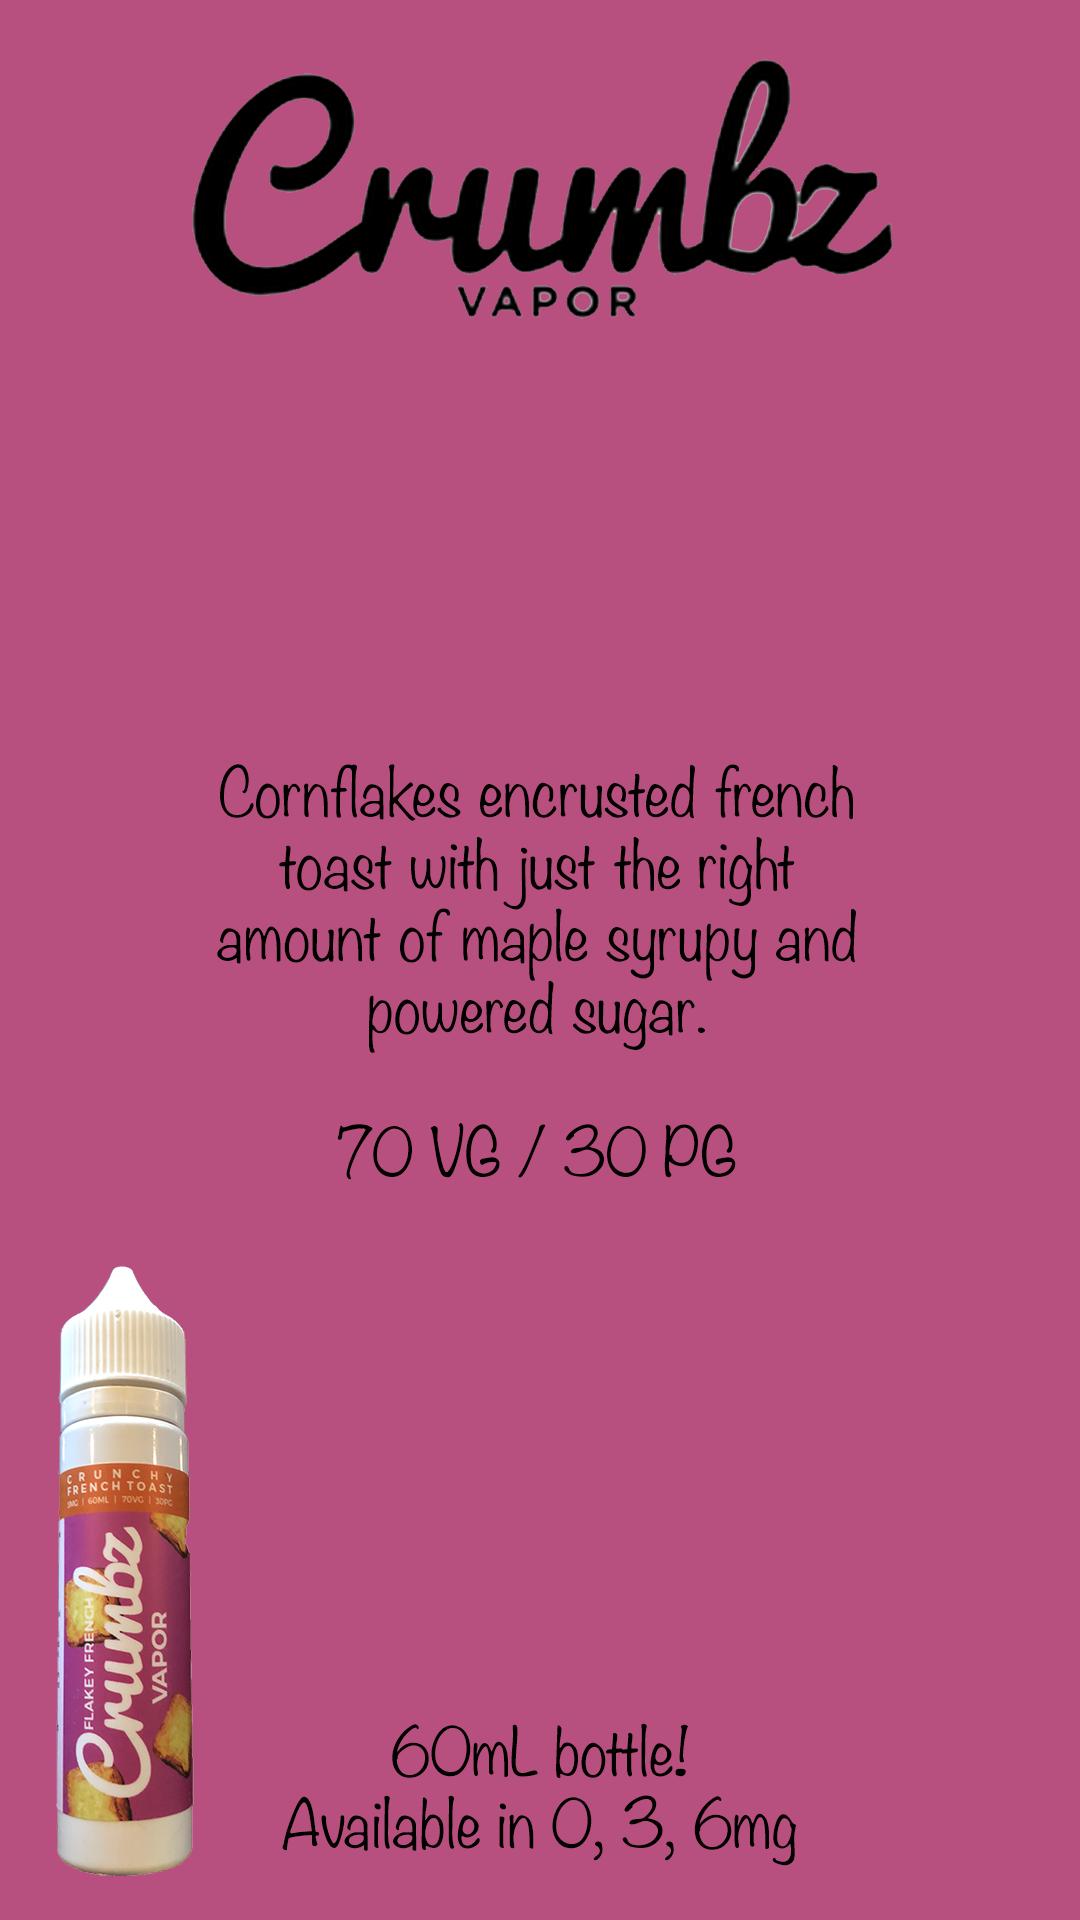 Crumbz
VAPOR
Cornflakes encrusted french
toast with just the right
amount of maple syrupy and
powered sugar.
70 VG / 30 PG
CRUNCHY
FRENCH TOAST
3MG | 60ML | 70VG | 30PG
FLAKEY FRENCH
Crumbz
VAPOR
60mL bottle!
Available in 0, 3, 6mg